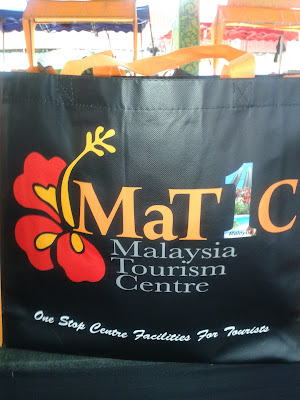 MaT1C
Malaysia
Tourism
Centre
One Stop Centre Facilities For Tourists